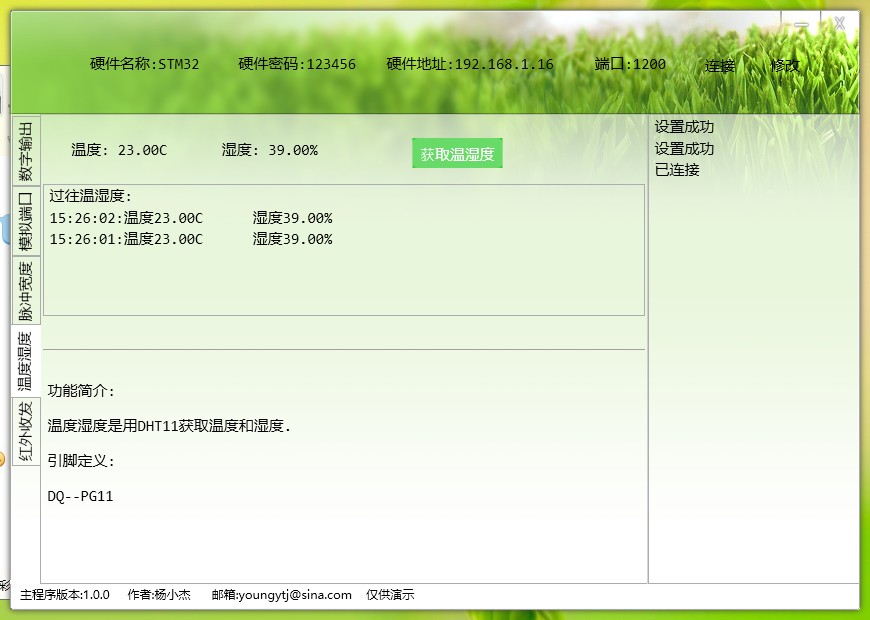 X
硬件名称:STM32 硬件密码:123456 硬件地址:192.168.1.16 端口:1200 连接 修改
数字输出
模拟端口
脉冲宽度
温度湿度
红外收发
温度: 23.00C 湿度: 39.00% 获取温湿度
过往温湿度:
15:26:02:温度23.00C 湿度39.00%
15:26:01:温度23.00C 湿度39.00%
功能简介:
温度湿度是用DHT11获取温度和湿度.
引脚定义:
DQ--PG11
设置成功
设置成功
已连接
主程序版本:1.0.0 作者:杨小杰 邮箱:youngytj@sina.com 仅供演示